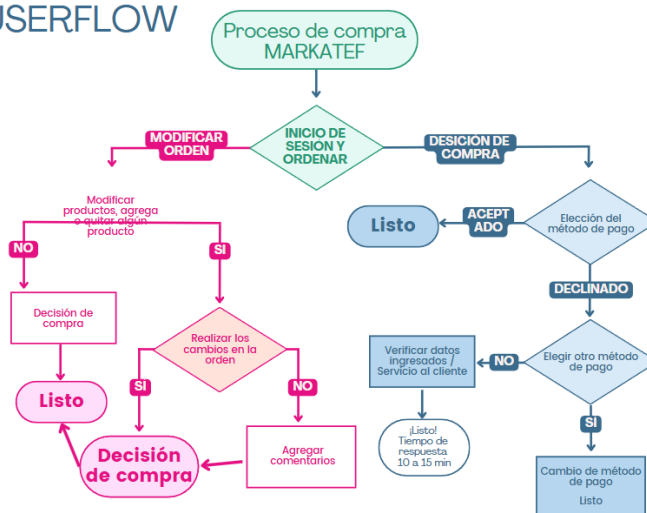 USERFLOW
Proceso de compra
MARKATEF
INICIO DE
SESIÓN Y
ORDENAR
MODIFICAR
ORDEN
DESICIÓN DE
COMPRA
Modificar
productos, agrega
o quitar algún
producto
NO
SI
Decisión de
compra
Listo
Realizar los
cambios en la
orden
SI
NO
Decisión
de compra
Agregar
comentarios
Elección del
método de pago
ACEPT
ADO
Listo
DECLINADO
Elegir otro método
de pago
NO
Verificar datos
ingresados /
Servicio al cliente
¡Listo!
Tiempo de
respuesta
10 a 15 min
SI
Cambio de método
de pago
Listo